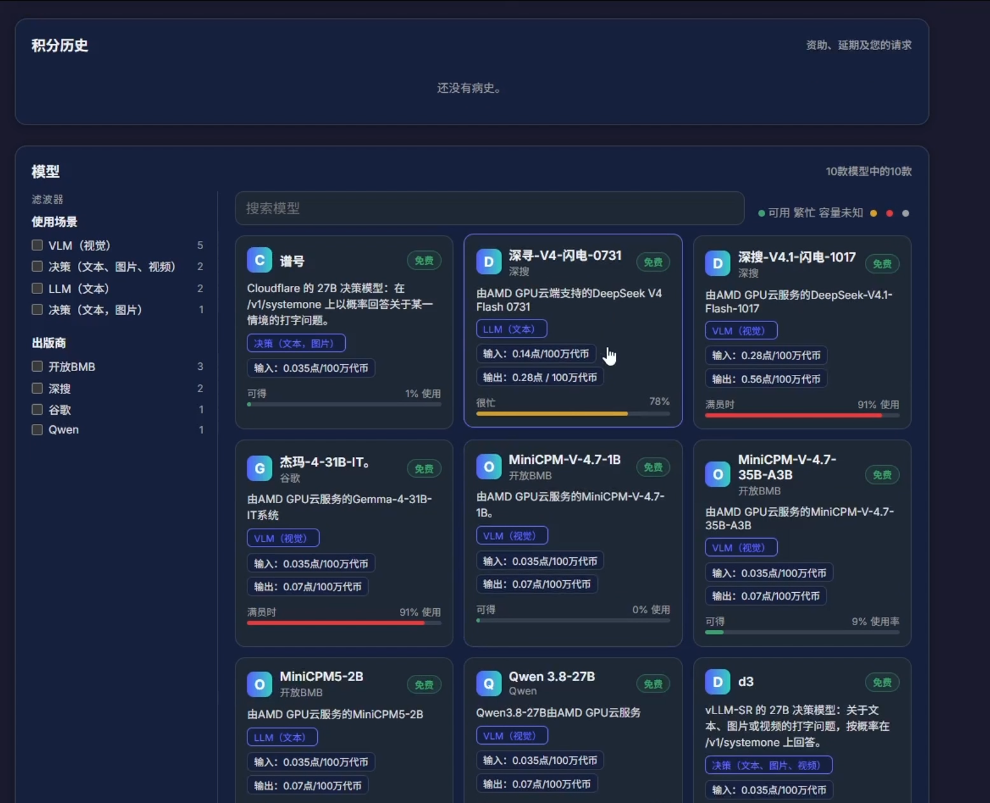 积分历史
资助、延期及您的请求
还没有病史。
模型
10款模型中的10款
滤波器
使用场景
VLM（视觉） 5
决策（文本、图片、视频） 2
LLM（文本） 2
决策（文本，图片） 1
出版商
开放BMB 3
深搜 2
谷歌 1
Qwen 1
搜索模型
可用 繁忙 容量未知
C
谱号
免费
Cloudflare 的 27B 决策模型：在
/v1/systemone 上以概率回答关于某一
情境的打字问题。
决策（文本，图片）
输入：0.035点/100万代币
可得 1% 使用
D
深寻-V4-闪电-0731
深搜
免费
由AMD GPU云端支持的DeepSeek V4
Flash 0731
LLM（文本）
输入：0.14点/100万代币
输出：0.28点 / 100万代币
很忙 78%
D
深搜-V4.1-闪电-1017
深搜
免费
由AMD GPU云服务的DeepSeek-V4.1-
Flash-1017
VLM（视觉）
输入：0.28点/100万代币
输出：0.56点/100万代币
满员时 91% 使用
G
杰玛-4-31B-IT。
谷歌
免费
由AMD GPU云服务的Gemma-4-31B-
IT系统
VLM（视觉）
输入：0.035点/100万代币
输出：0.07点/100万代币
满员时 91% 使用
O
MiniCPM-V-4.7-1B
开放BMB
免费
由AMD GPU云服务的MiniCPM-V-4.7-
1B。
VLM（视觉）
输入：0.035点/100万代币
输出：0.07点/100万代币
可得 0% 使用
O
MiniCPM-V-4.7-
35B-A3B
开放BMB
免费
由AMD GPU云服务的MiniCPM-V-4.7-
35B-A3B
VLM（视觉）
输入：0.035点/100万代币
输出：0.07点/100万代币
可得 9% 使用率
O
MiniCPM5-2B
开放BMB
免费
由AMD GPU云服务的MiniCPM5-2B
LLM（文本）
输入：0.035点/100万代币
输出：0.07点/100万代币
Q
Qwen 3.8-27B
Qwen
免费
Qwen3.8-27B由AMD GPU云服务
VLM（视觉）
输入：0.035点/100万代币
输出：0.07点/100万代币
D
d3
免费
vLLM-SR 的 27B 决策模型：关于文
本、图片或视频的打字问题，按概率在
/v1/systemone 上回答。
决策（文本、图片、视频）
输入：0.035点/100万代币